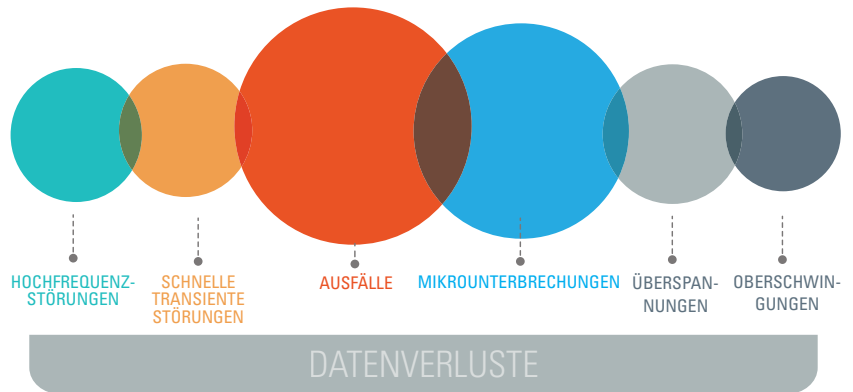 HOCHFREQUENZ-
STÖRUNGEN
SCHNELLE
TRANSIENTE
STÖRUNGEN
AUSFÄLLE
MIKROUNTERBRECHUNGEN
ÜBERSPAN-
NUNGEN
OBERSCHWIN-
GUNGEN
DATENVERLUSTE